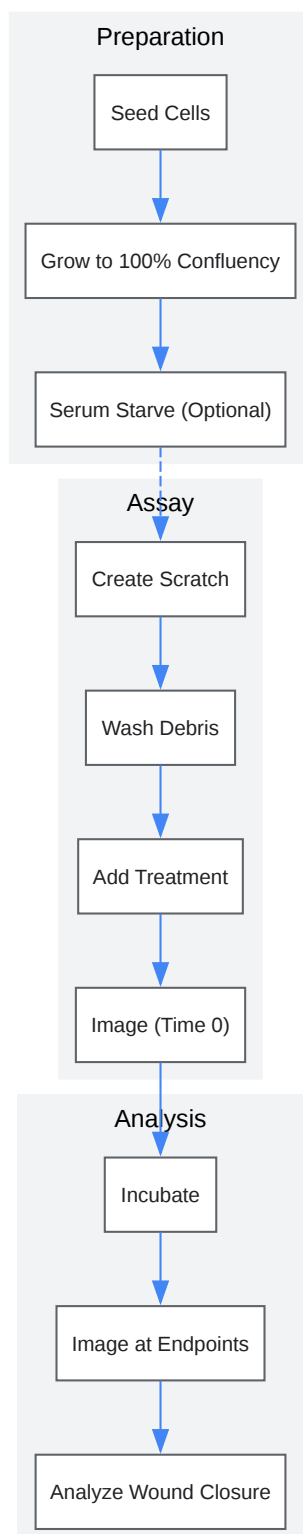 Preparation
Seed Cells
Grow to 100% Confluency
Serum Starve (Optional)
Assay
Create Scratch
Wash Debris
Add Treatment
Image (Time 0)
Analysis
Incubate
Image at Endpoints
Analyze Wound Closure